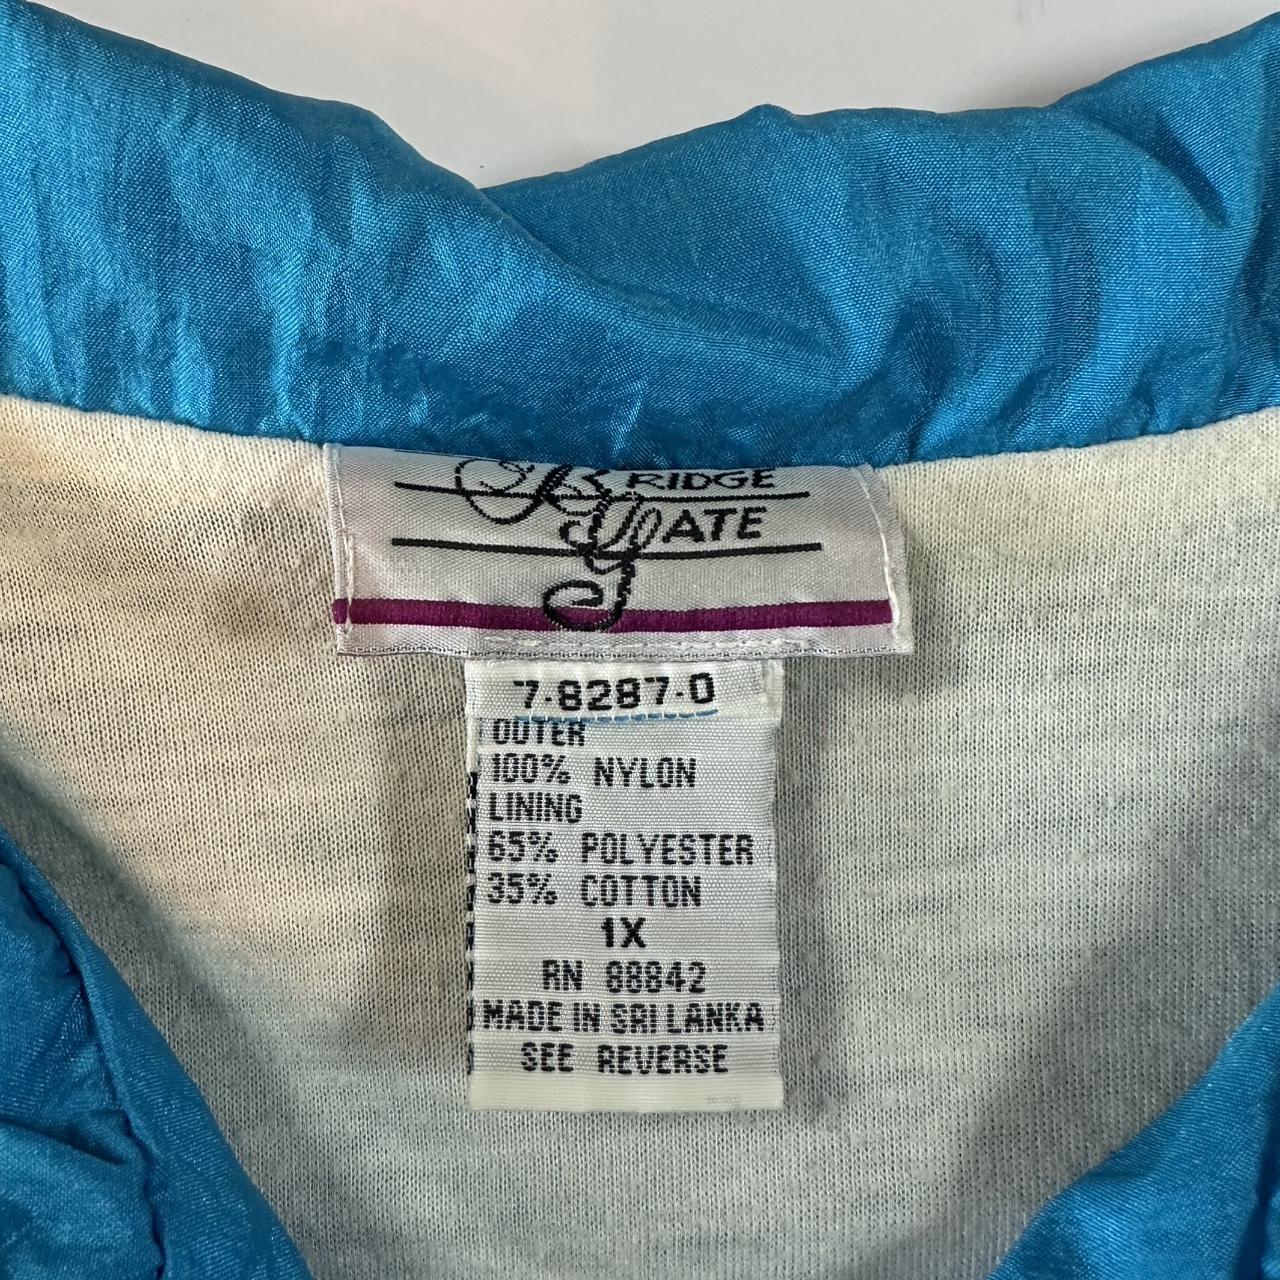 BRIDGE
GATE
7-8287-0
OUTER
100% NYLON
LINING
65% POLYESTER
35% COTTON
1X
RN 88842
MADE IN SRI LANKA
SEE REVERSE